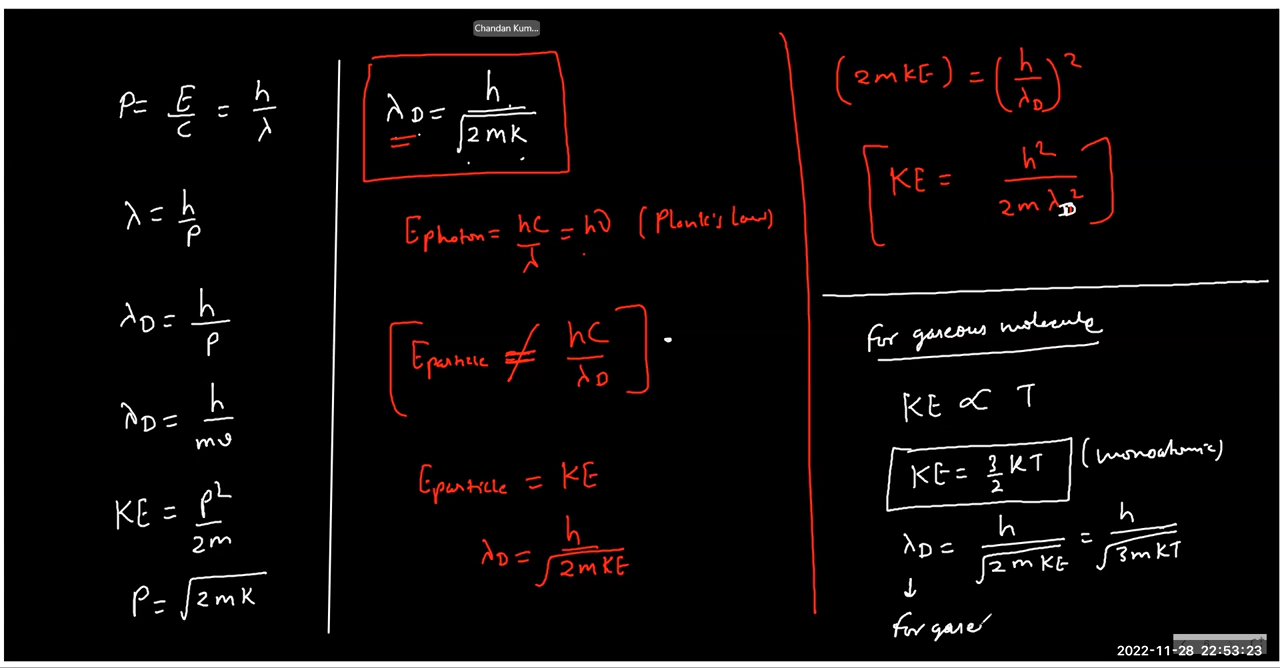 Chandan Kum...
P = E/C = h/λ
λ = h/P
λD = h/P
λD = h/mv
KE = P²/2m
P = √2mK
λD = h/√2mK
Ephoton = hC/λ = hν (Plank's law)
[Eparticle ≠ hC/λD]
Eparticle = KE
λD = h/√2mKE
(2mKE) = (h/λD)²
[KE = h²/2mλD²]
for gaseous molecule
KE ∝ T
KE = 3/2 KT (monoatomic)
λD = h/√2mKE = h/√3mKT
↓
for gases
2022-11-28 22:53:23